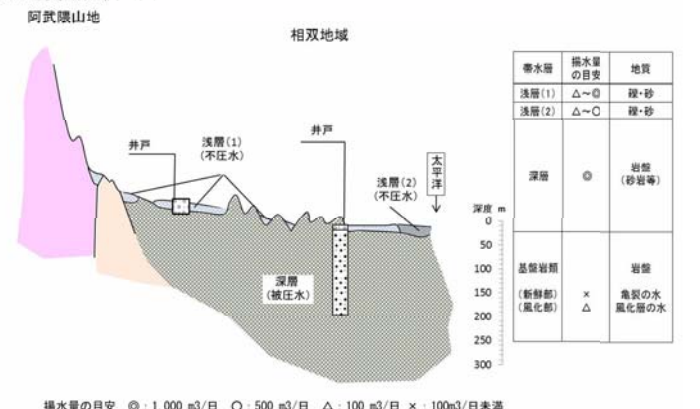 阿武隈山地
相双地域
井戸
浅層(1)
(不圧水)
井戸
浅層(2)
(不圧水)
太平洋
深層
(被圧水)
深度 m
0
50
100
150
200
250
300
帯水層 揚水量の目安 地質
浅層(1) △~◎ 礫・砂
浅層(2) △~○ 礫・砂
深層 ◎ 岩盤
(砂岩等)
基盤岩類 岩盤
(新鮮部) × 亀裂の水
(風化部) △ 風化層の水
揚水量の目安 ◎：1,000 m3/日 ○：500 m3/日 △：100 m3/日 ×：100m3/日未満